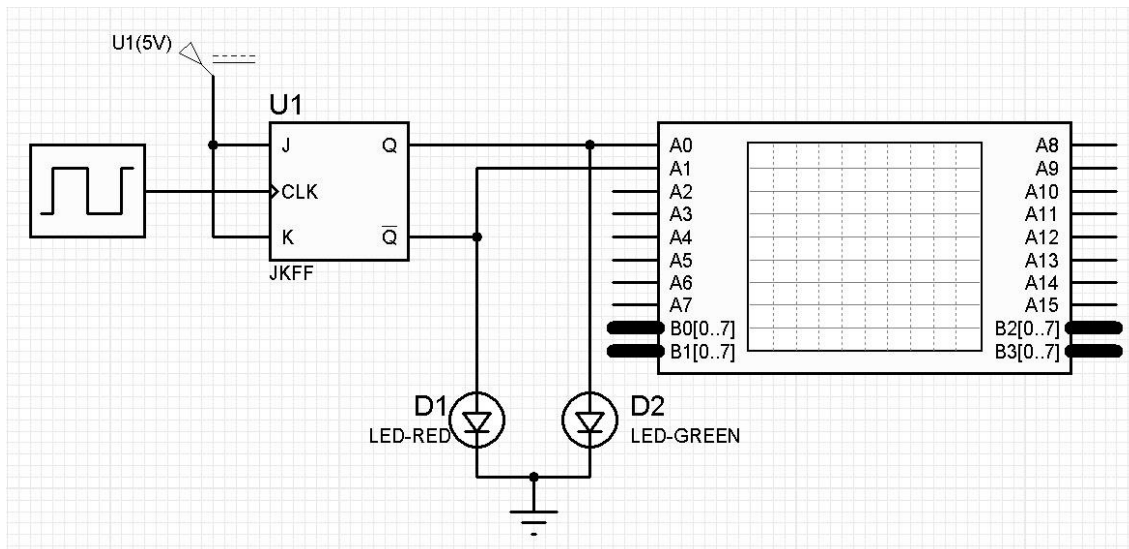 U1(5V)
U1
J
Q
CLK
K
Q
JKFF
A0
A1
A2
A3
A4
A5
A6
A7
B0[0..7]
B1[0..7]
A8
A9
A10
A11
A12
A13
A14
A15
B2[0..7]
B3[0..7]
D1
LED-RED
D2
LED-GREEN